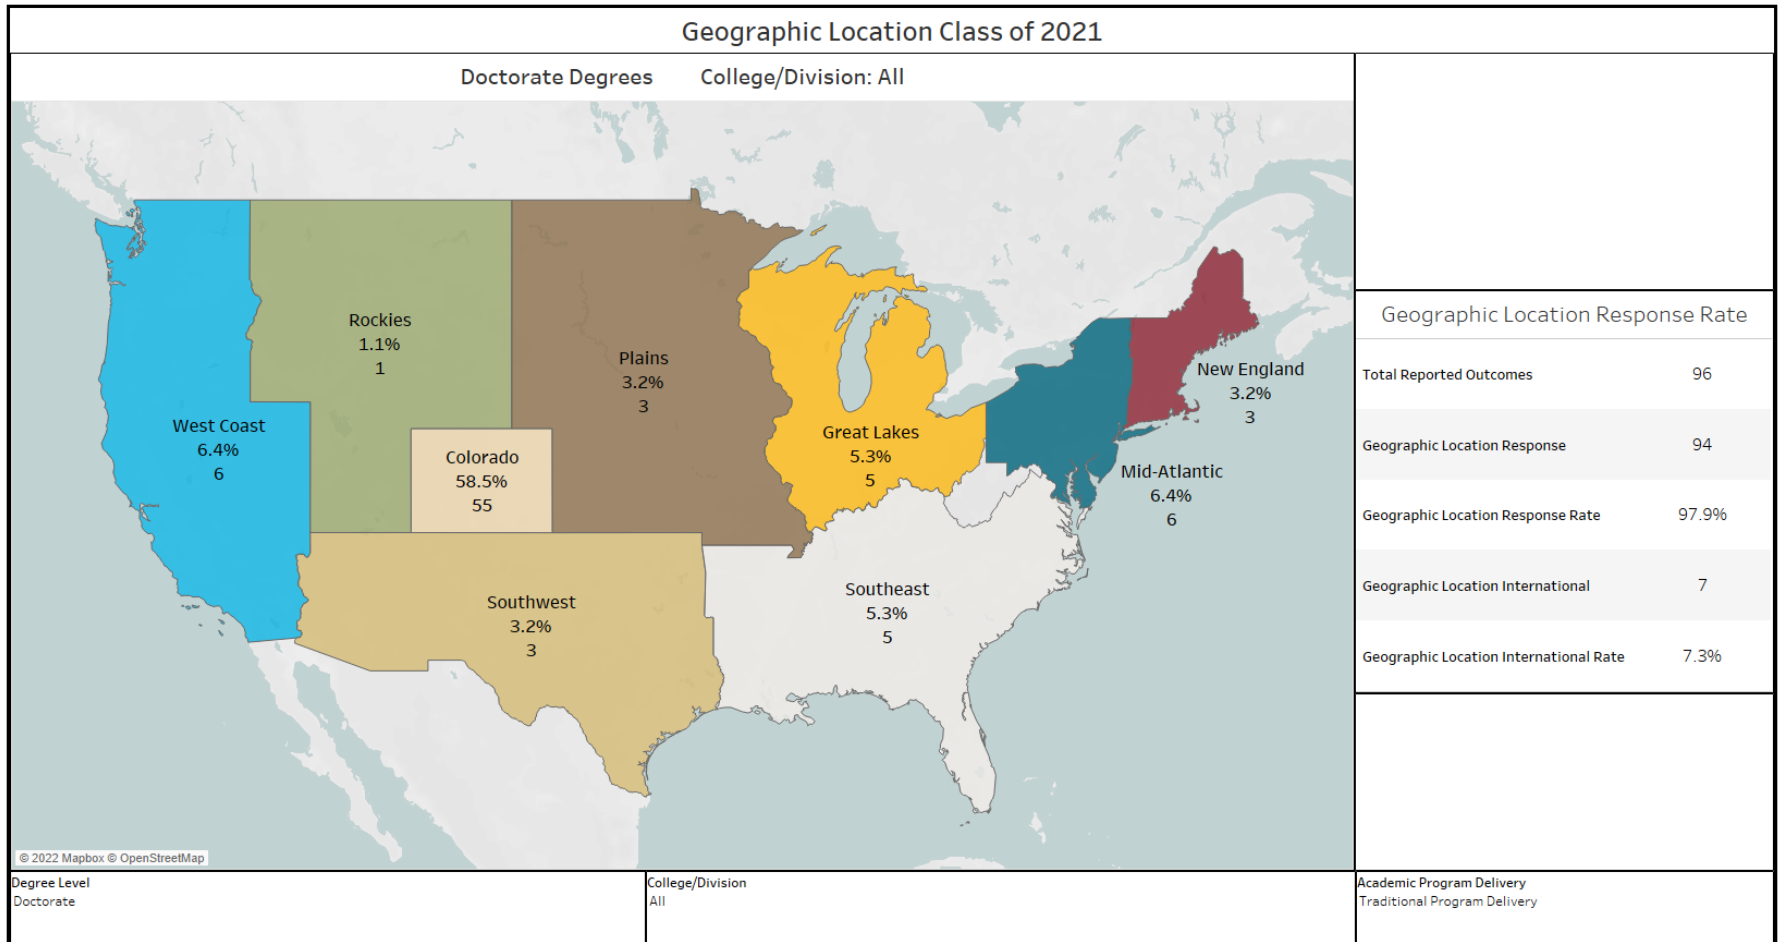 Geographic Location Class of 2021
Doctorate Degrees College/Division: All
Rockies
1.1%
1
Plains
3.2%
3
New England
3.2%
3
West Coast
6.4%
6
Colorado
58.5%
55
Great Lakes
5.3%
5
Mid-Atlantic
6.4%
6
Southwest
3.2%
3
Southeast
5.3%
5
© 2022 Mapbox © OpenStreetMap
Geographic Location Response Rate
Total Reported Outcomes 96
Geographic Location Response 94
Geographic Location Response Rate 97.9%
Geographic Location International 7
Geographic Location International Rate 7.3%
Degree Level
Doctorate
College/Division
All
Academic Program Delivery
Traditional Program Delivery